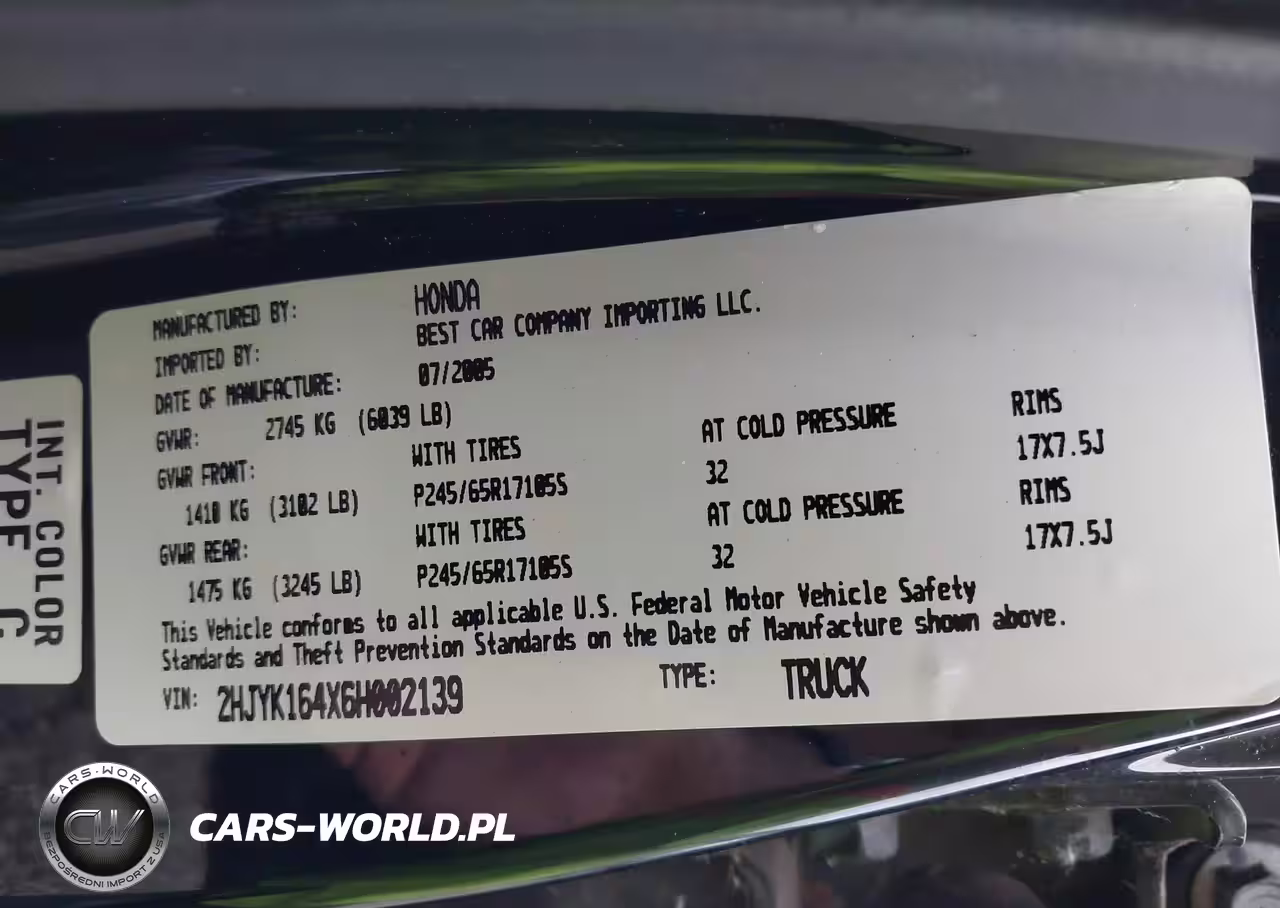 MANUFACTURED BY: HONDA
IMPORTED BY: BEST CAR COMPANY IMPORTING LLC.
DATE OF MANUFACTURE: 07/2005
GVWR: 2745 KG (6039 LB)
GVWR FRONT: WITH TIRES AT COLD PRESSURE RIMS
1410 KG (3102 LB) P245/65R17105S 32 17X7.5J
GVWR REAR: WITH TIRES AT COLD PRESSURE RIMS
1475 KG (3245 LB) P245/65R17105S 32 17X7.5J
This Vehicle conforms to all applicable U.S. Federal Motor Vehicle Safety
Standards and Theft Prevention Standards on the Date of Manufacture shown above.
VIN: 2HJYK164X6H002139 TYPE: TRUCK
INT. COLOR
TYPE G
CARS-WORLD
CW
BEZPOŚREDNI IMPORT Z USA
CARS-WORLD.PL